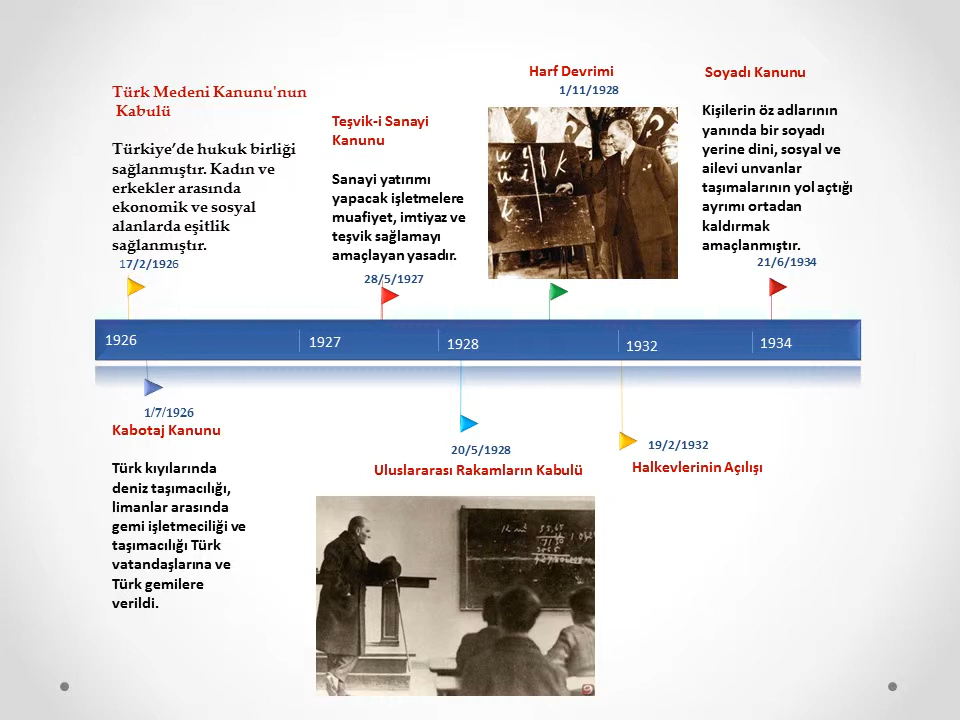 Türk Medeni Kanunu'nun
Kabulü
Türkiye’de hukuk birliği
sağlanmıştır. Kadın ve
erkekler arasında
ekonomik ve sosyal
alanlarda eşitlik
sağlanmıştır.
17/2/1926
Teşvik-i Sanayi
Kanunu
Sanayi yatırımı
yapacak işletmelere
muafiyet, imtiyaz ve
teşvik sağlamayı
amaçlayan yasadır.
28/5/1927
Harf Devrimi
1/11/1928
Soyadı Kanunu
Kişilerin öz adlarının
yanında bir soyadı
yerine dini, sosyal ve
ailevi unvanlar
taşımalarının yol açtığı
ayrımı ortadan
kaldırmak
amaçlanmıştır.
21/6/1934
1926
1927
1928
1932
1934
1/7/1926
Kabotaj Kanunu
Türk kıyılarında
deniz taşımacılığı,
limanlar arasında
gemi işletmeciliği ve
taşımacılığı Türk
vatandaşlarına ve
Türk gemilere
verildi.
20/5/1928
Uluslararası Rakamların Kabulü
19/2/1932
Halkevlerinin Açılışı